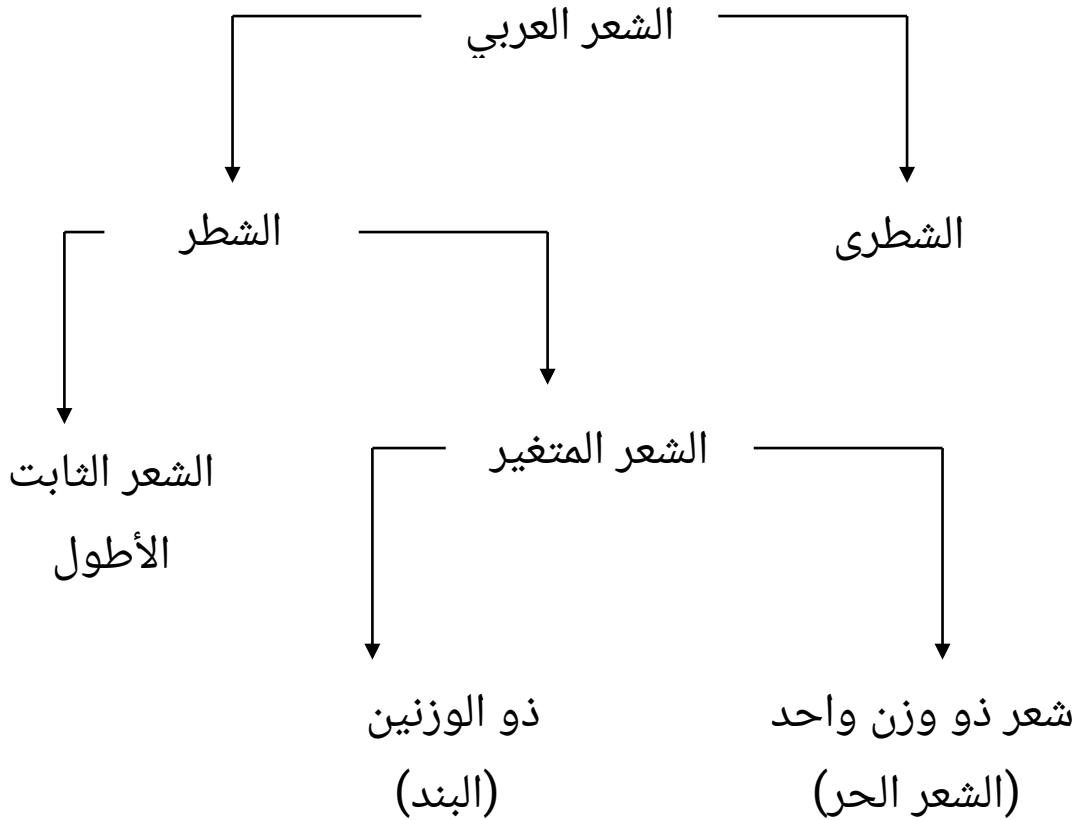 الشعر العربي
الشطرى
الشطر
الشعر المتغير
الشعر الثابت
الأطول
شعر ذو وزن واحد
(الشعر الحر)
ذو الوزنين
(البند)